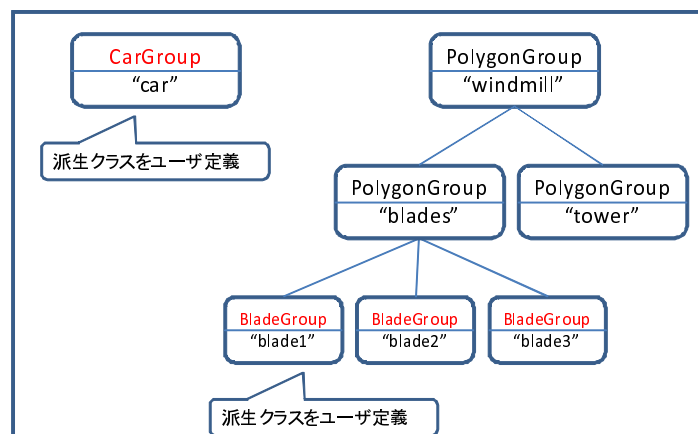 CarGroup
“car”
派生クラスをユーザ定義
PolygonGroup
“windmill”
PolygonGroup
“blades”
PolygonGroup
“tower”
BladeGroup
“blade1”
BladeGroup
“blade2”
BladeGroup
“blade3”
派生クラスをユーザ定義